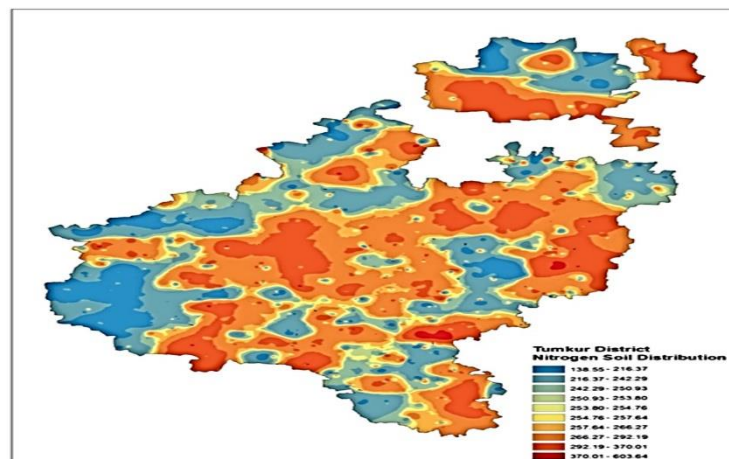 Tumkur District
Nitrogen Soil Distribution
138.55 - 216.37
216.37 - 242.29
242.29 - 250.93
250.93 - 253.80
253.80 - 254.76
254.76 - 257.64
257.64 - 266.27
266.27 - 292.19
292.19 - 370.01
370.01 - 603.64